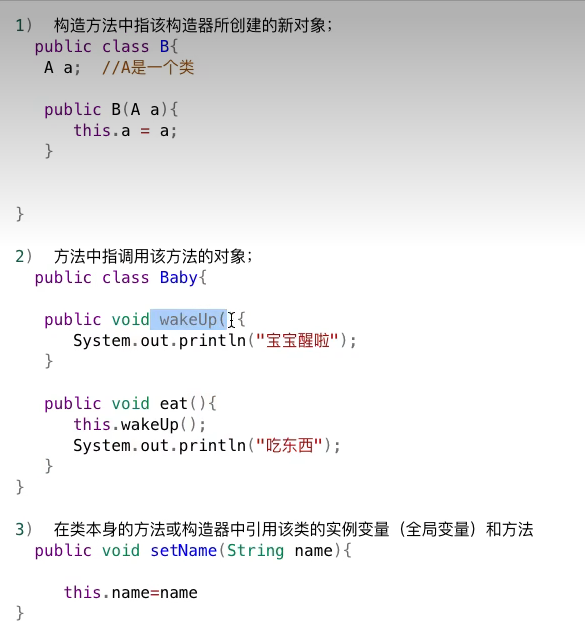 1)  构造方法中指该构造器所创建的新对象；
public class B{
A a;  //A是一个类
public B(A a){
this.a = a;
}
}
2)  方法中指调用该方法的对象；
public class Baby{
public void wakeUp(){
System.out.println("宝宝醒啦");
}
public void eat(){
this.wakeUp();
System.out.println("吃东西");
}
}
3)  在类本身的方法或构造器中引用该类的实例变量（全局变量）和方法
public void setName(String name){
this.name=name
}